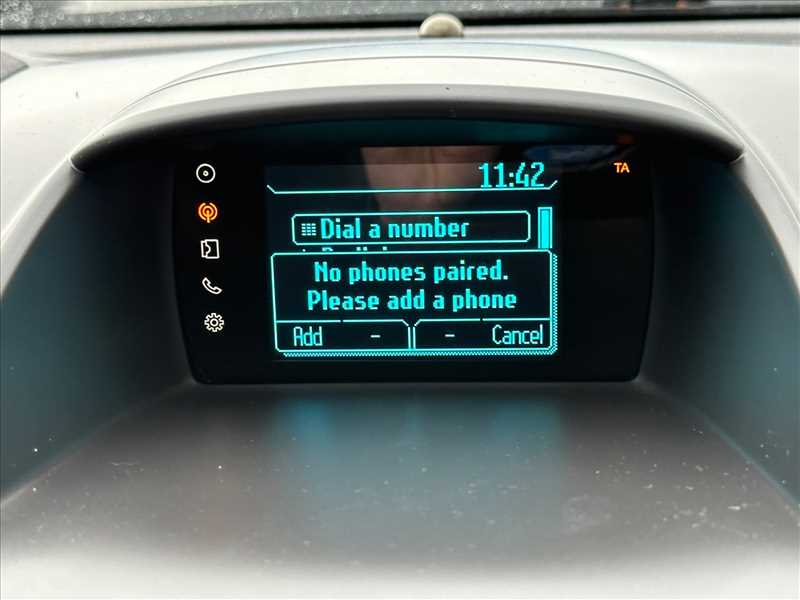 11:42
TA
Dial a number
No phones paired.
Please add a phone
Add - - Cancel